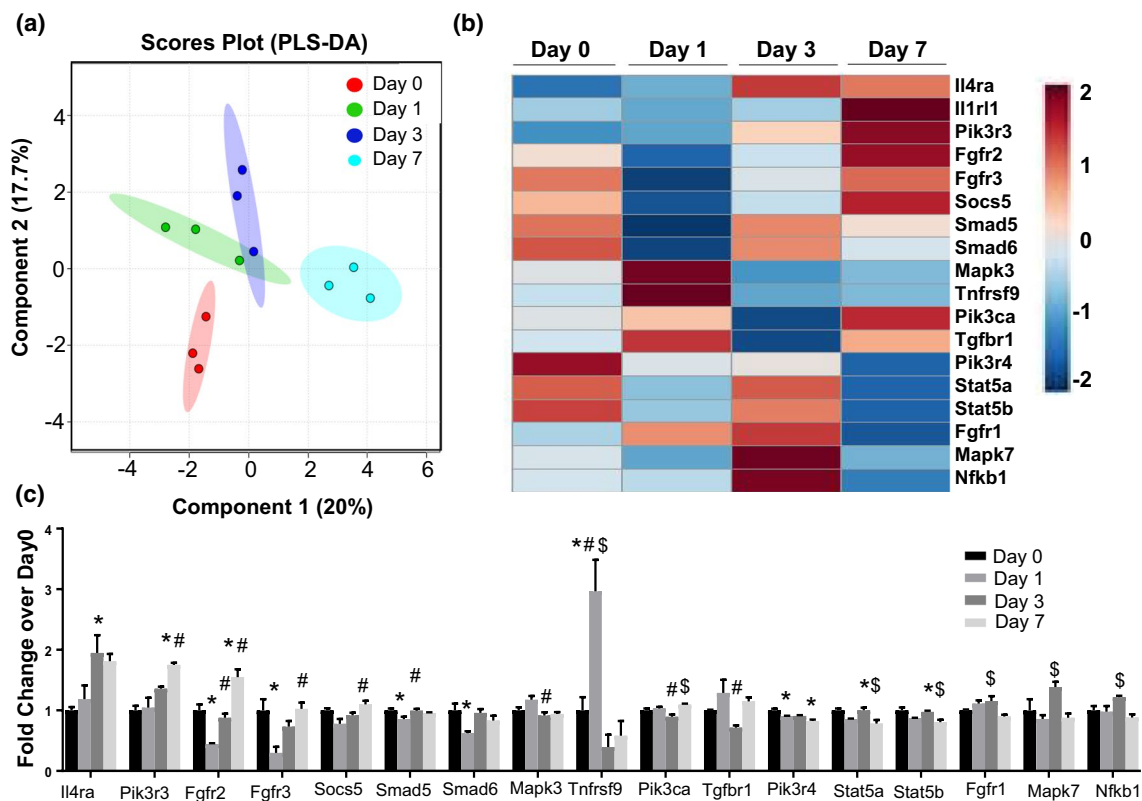 (a)
Scores Plot (PLS-DA)
Day 0
Day 1
Day 3
Day 7
Component 2 (17.7%)
4
2
0
-2
-4
-4
-2
0
2
4
6
Component 1 (20%)
(b)
Day 0 Day 1 Day 3 Day 7
Il4ra
Il1rl1
Pik3r3
Fgfr2
Fgfr3
Socs5
Smad5
Smad6
Mapk3
Tnfrsf9
Pik3ca
Tgfbr1
Pik3r4
Stat5a
Stat5b
Fgfr1
Mapk7
Nfkb1
2
1
0
-1
-2
(c)
Fold Change over Day0
4
3
2
1
0
Day 0
Day 1
Day 3
Day 7
*
*#
*
#
*#
*
#
#
*
#
*
#
*#$
#
$
#
*
*
*$
*$
$
$
$
Il4ra Pik3r3 Fgfr2 Fgfr3 Socs5 Smad5 Smad6 Mapk3 Tnfrsf9 Pik3ca Tgfbr1 Pik3r4 Stat5a Stat5b Fgfr1 Mapk7 Nfkb1